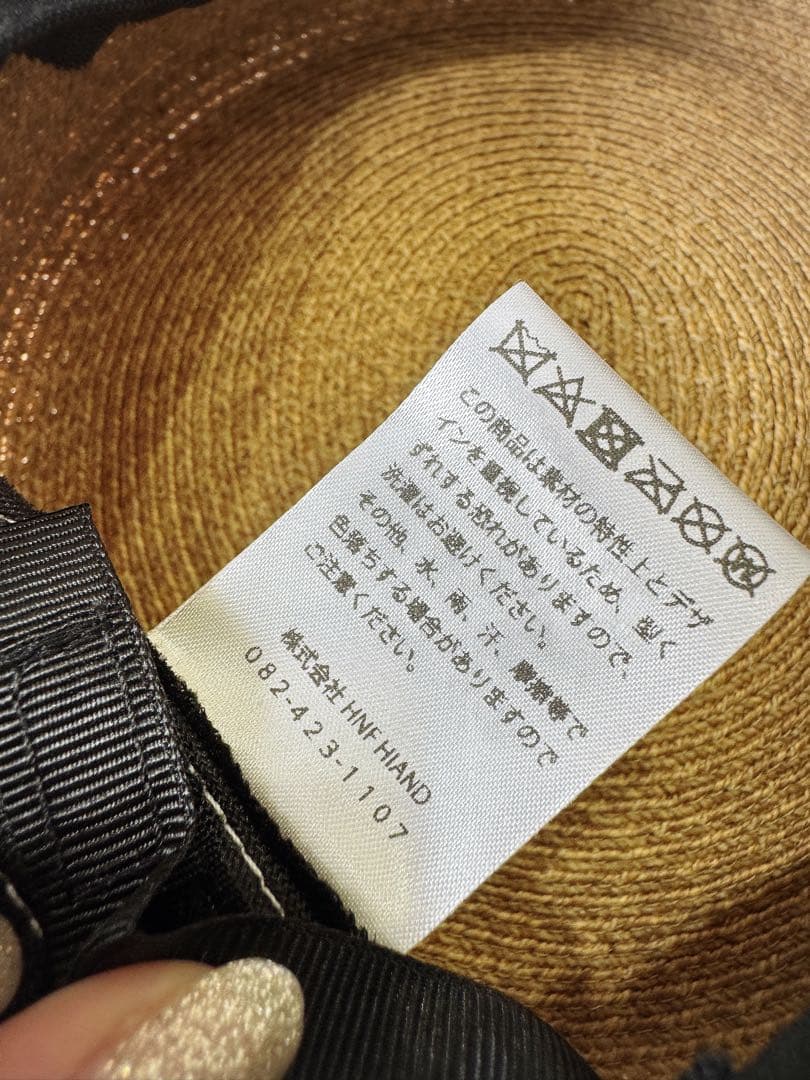 この商品は素材の特性上とデザ
インを重視しているため、型く
ずれする恐れがありますので、
洗濯はお避けください。
その他、水、雨、汗、摩擦等で
色落ちする場合がありますので
ご注意ください。
株式会社 HNF HIAND
082-423-1107